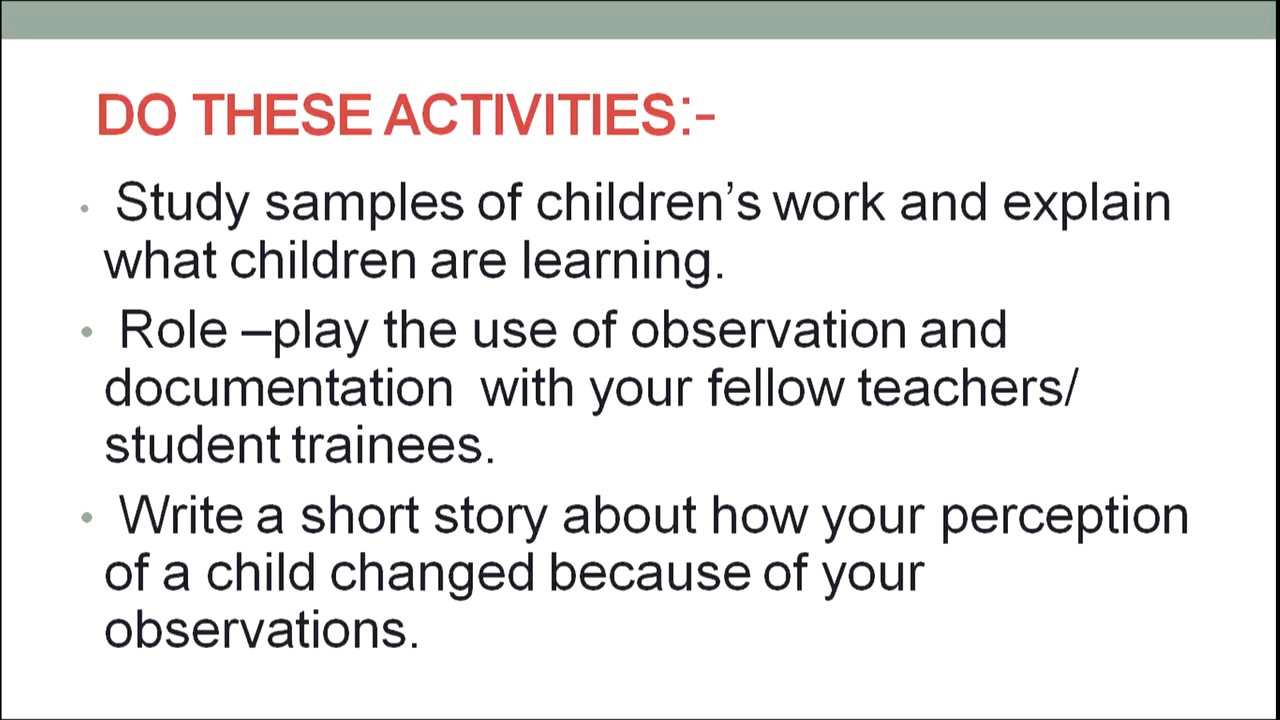 DO THESE ACTIVITIES:-
• Study samples of children’s work and explain
what children are learning.
• Role –play the use of observation and
documentation  with your fellow teachers/
student trainees.
• Write a short story about how your perception
of a child changed because of your
observations.